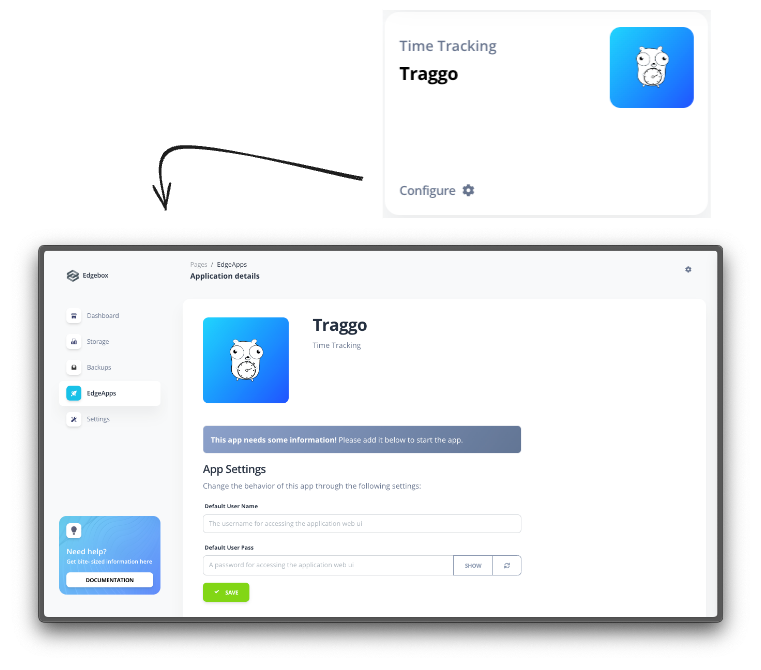 Time Tracking
Traggo
Configure
Edgebox
Pages / EdgeApps
Application details
Dashboard
Storage
Backups
EdgeApps
Settings
Need help?
Get bite-sized information here
DOCUMENTATION
Traggo
Time Tracking
This app needs some information! Please add it below to start the app.
App Settings
Change the behavior of this app through the following settings:
Default User Name
The username for accessing the application web ui
Default User Pass
A password for accessing the application web ui
SHOW
SAVE